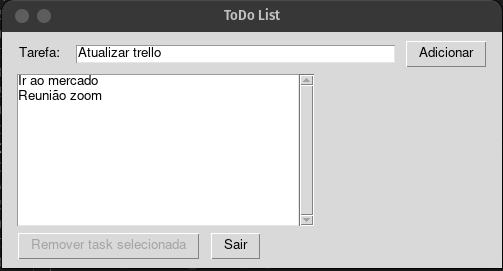 ToDo List
Tarefa: Atualizar trello Adicionar
Ir ao mercado
Reunião zoom
Remover task selecionada Sair